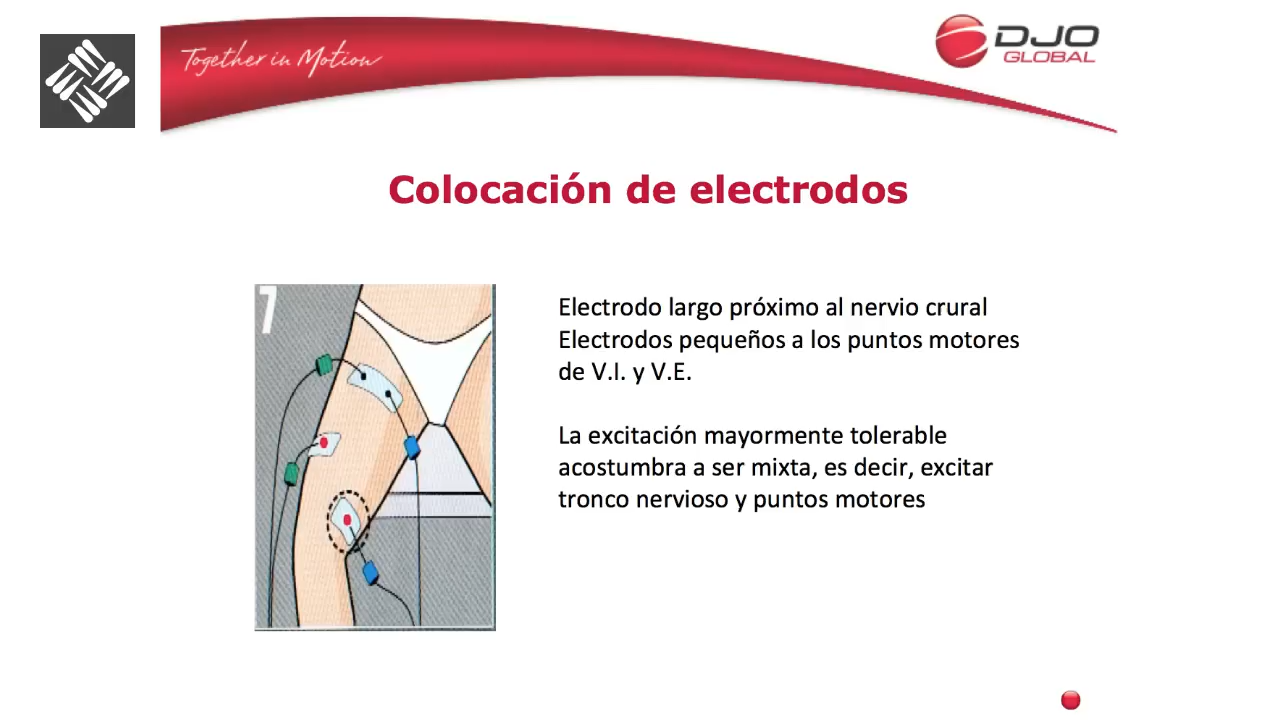 Together in Motion
DJO
GLOBAL
Colocación de electrodos
7
Electrodo largo próximo al nervio crural
Electrodos pequeños a los puntos motores
de V.I. y V.E.
La excitación mayormente tolerable
acostumbra a ser mixta, es decir, excitar
tronco nervioso y puntos motores